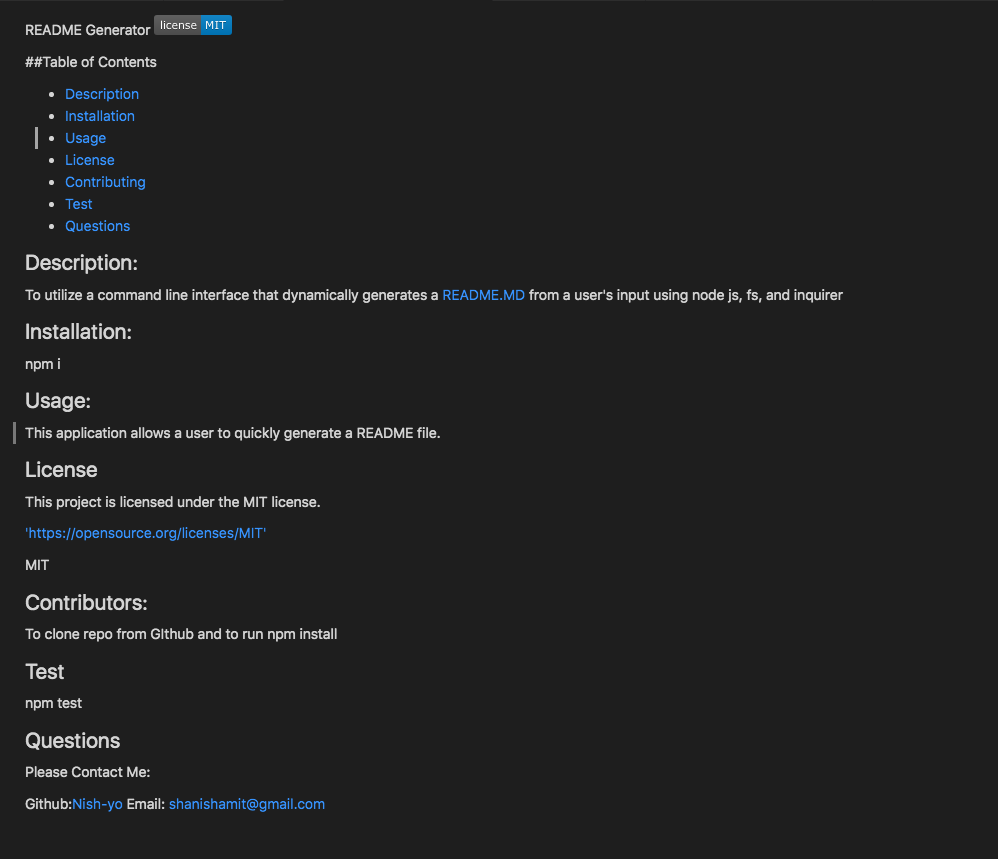 README Generator license MIT
##Table of Contents
Description
Installation
Usage
License
Contributing
Test
Questions
Description:
To utilize a command line interface that dynamically generates a README.MD from a user's input using node js, fs, and inquirer
Installation:
npm i
Usage:
This application allows a user to quickly generate a README file.
License
This project is licensed under the MIT license.
'https://opensource.org/licenses/MIT'
MIT
Contributors:
To clone repo from GIthub and to run npm install
Test
npm test
Questions
Please Contact Me:
Github:Nish-yo Email: shanishamit@gmail.com